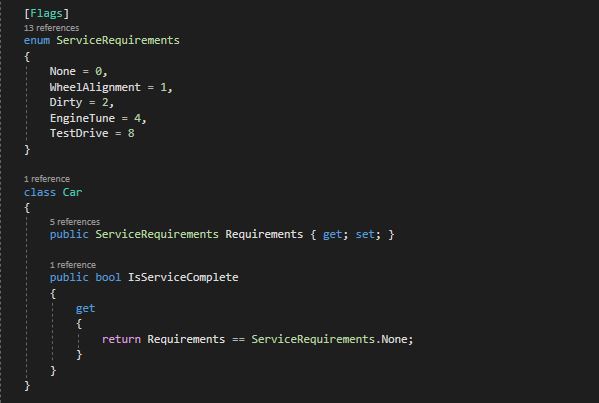 [Flags]
13 references
enum ServiceRequirements
{
None = 0,
WheelAlignment = 1,
Dirty = 2,
EngineTune = 4,
TestDrive = 8
}
1 reference
class Car
{
5 references
public ServiceRequirements Requirements { get; set; }
1 reference
public bool IsServiceComplete
{
get
{
return Requirements == ServiceRequirements.None;
}
}
}